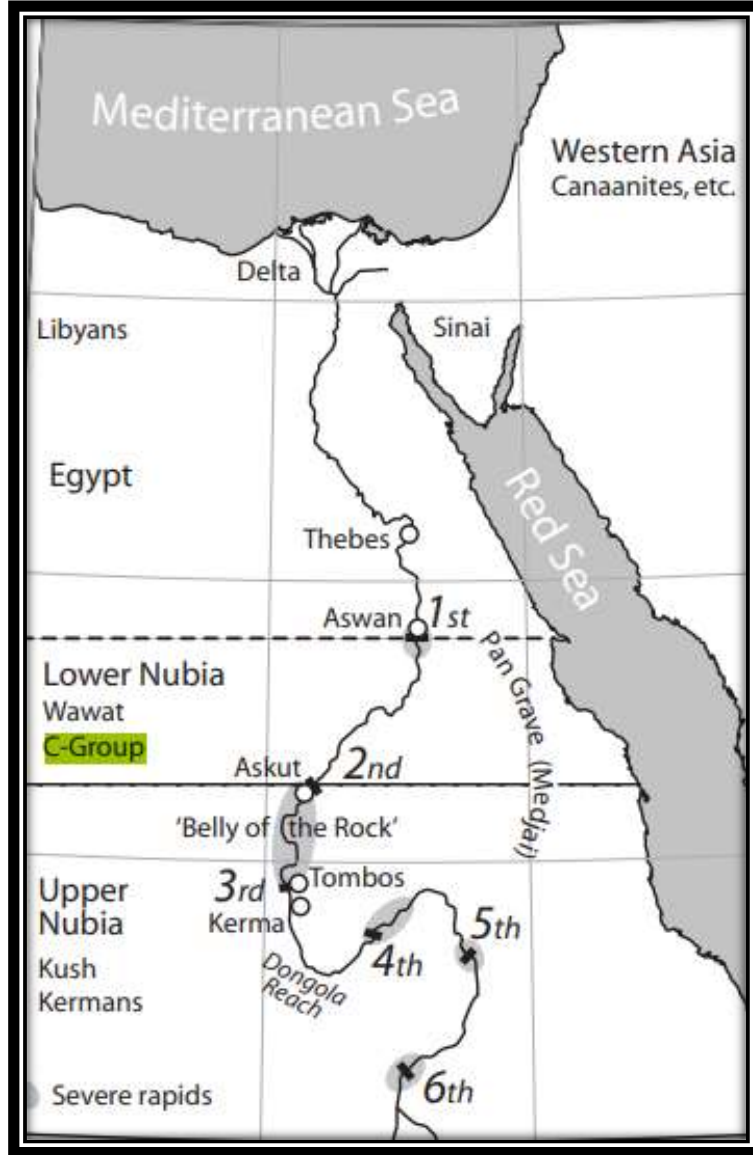 Mediterranean Sea
Western Asia
Canaanites, etc.
Delta
Libyans
Sinai
Egypt
Red Sea
Thebes
Aswan
1st
Pan Grave (Medjai)
Lower Nubia
Wawat
C-Group
Askut
2nd
'Belly of the Rock'
3rd
Tombos
Upper
Nubia
Kerma
4th
5th
Kush
Kermans
Dongola
Reach
Severe rapids
6th